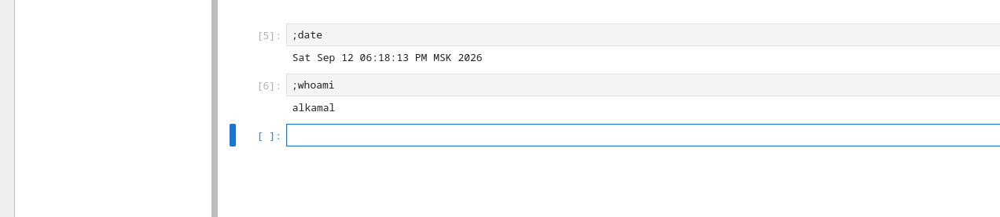 [5]: ;date
Sat Sep 12 06:18:13 PM MSK 2026
[6]: ;whoami
alkamal
[ ]: